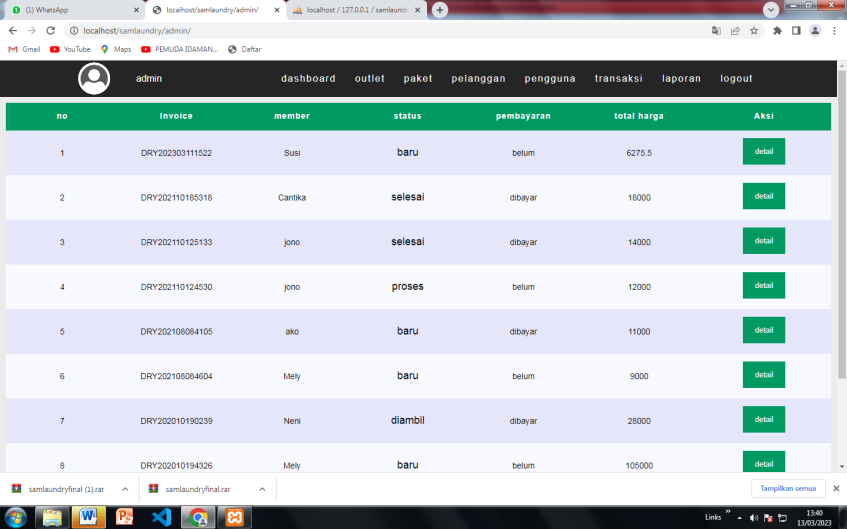 (1) WhatsApp
localhost/samlaundry/admin/
localhost / 127.0.0.1 / samlaundr
localhost/samlaundry/admin/
Gmail YouTube Maps PEMUDA IDAMAN... Daftar
admin dashboard outlet paket pelanggan pengguna transaksi laporan logout
no Invoice member status pembayaran total harga Aksi
1 DRY202303111522 Susi baru belum 6275.5 detail
2 DRY202110185318 Cantika selesai dibayar 18000 detail
3 DRY202110125133 jono selesai dibayar 14000 detail
4 DRY202110124530 jono proses belum 12000 detail
5 DRY202108084105 ako baru dibayar 11000 detail
6 DRY202108084604 Mely baru belum 9000 detail
7 DRY202010190239 Neni diambil dibayar 28000 detail
8 DRY202010194326 Mely baru belum 105000 detail
samlaundryfinal (1).rar samlaundryfinal.rar Tampilkan semua
Links 13:40
13/03/2023